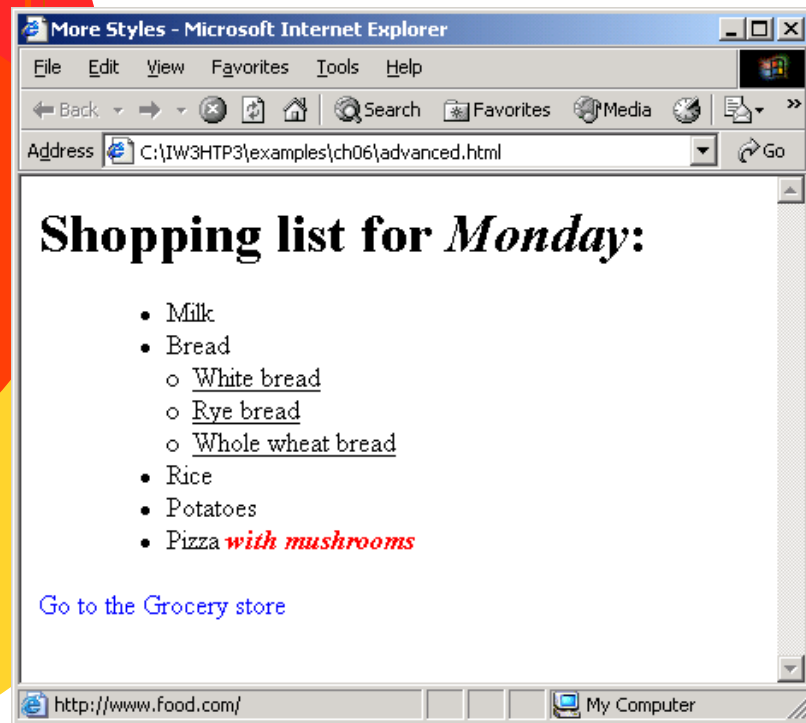 More Styles - Microsoft Internet Explorer
File Edit View Favorites Tools Help
Back Search Favorites Media »
Address C:\IW3HTP3\examples\ch06\advanced.html Go
Shopping list for Monday:
• Milk
• Bread
o White bread
o Rye bread
o Whole wheat bread
• Rice
• Potatoes
• Pizza with mushrooms
Go to the Grocery store
http://www.food.com/ My Computer